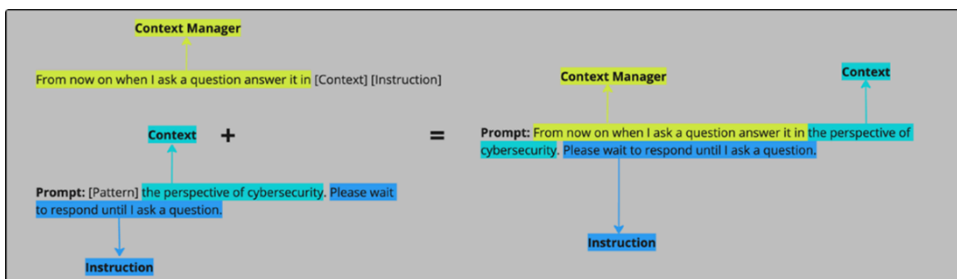 Context Manager
From now on when I ask a question answer it in [Context] [Instruction]
Context
+
Prompt: [Pattern] the perspective of cybersecurity. Please wait
to respond until I ask a question.
Instruction
=
Context Manager
Context
Prompt: From now on when I ask a question answer it in the perspective of
cybersecurity. Please wait to respond until I ask a question.
Instruction